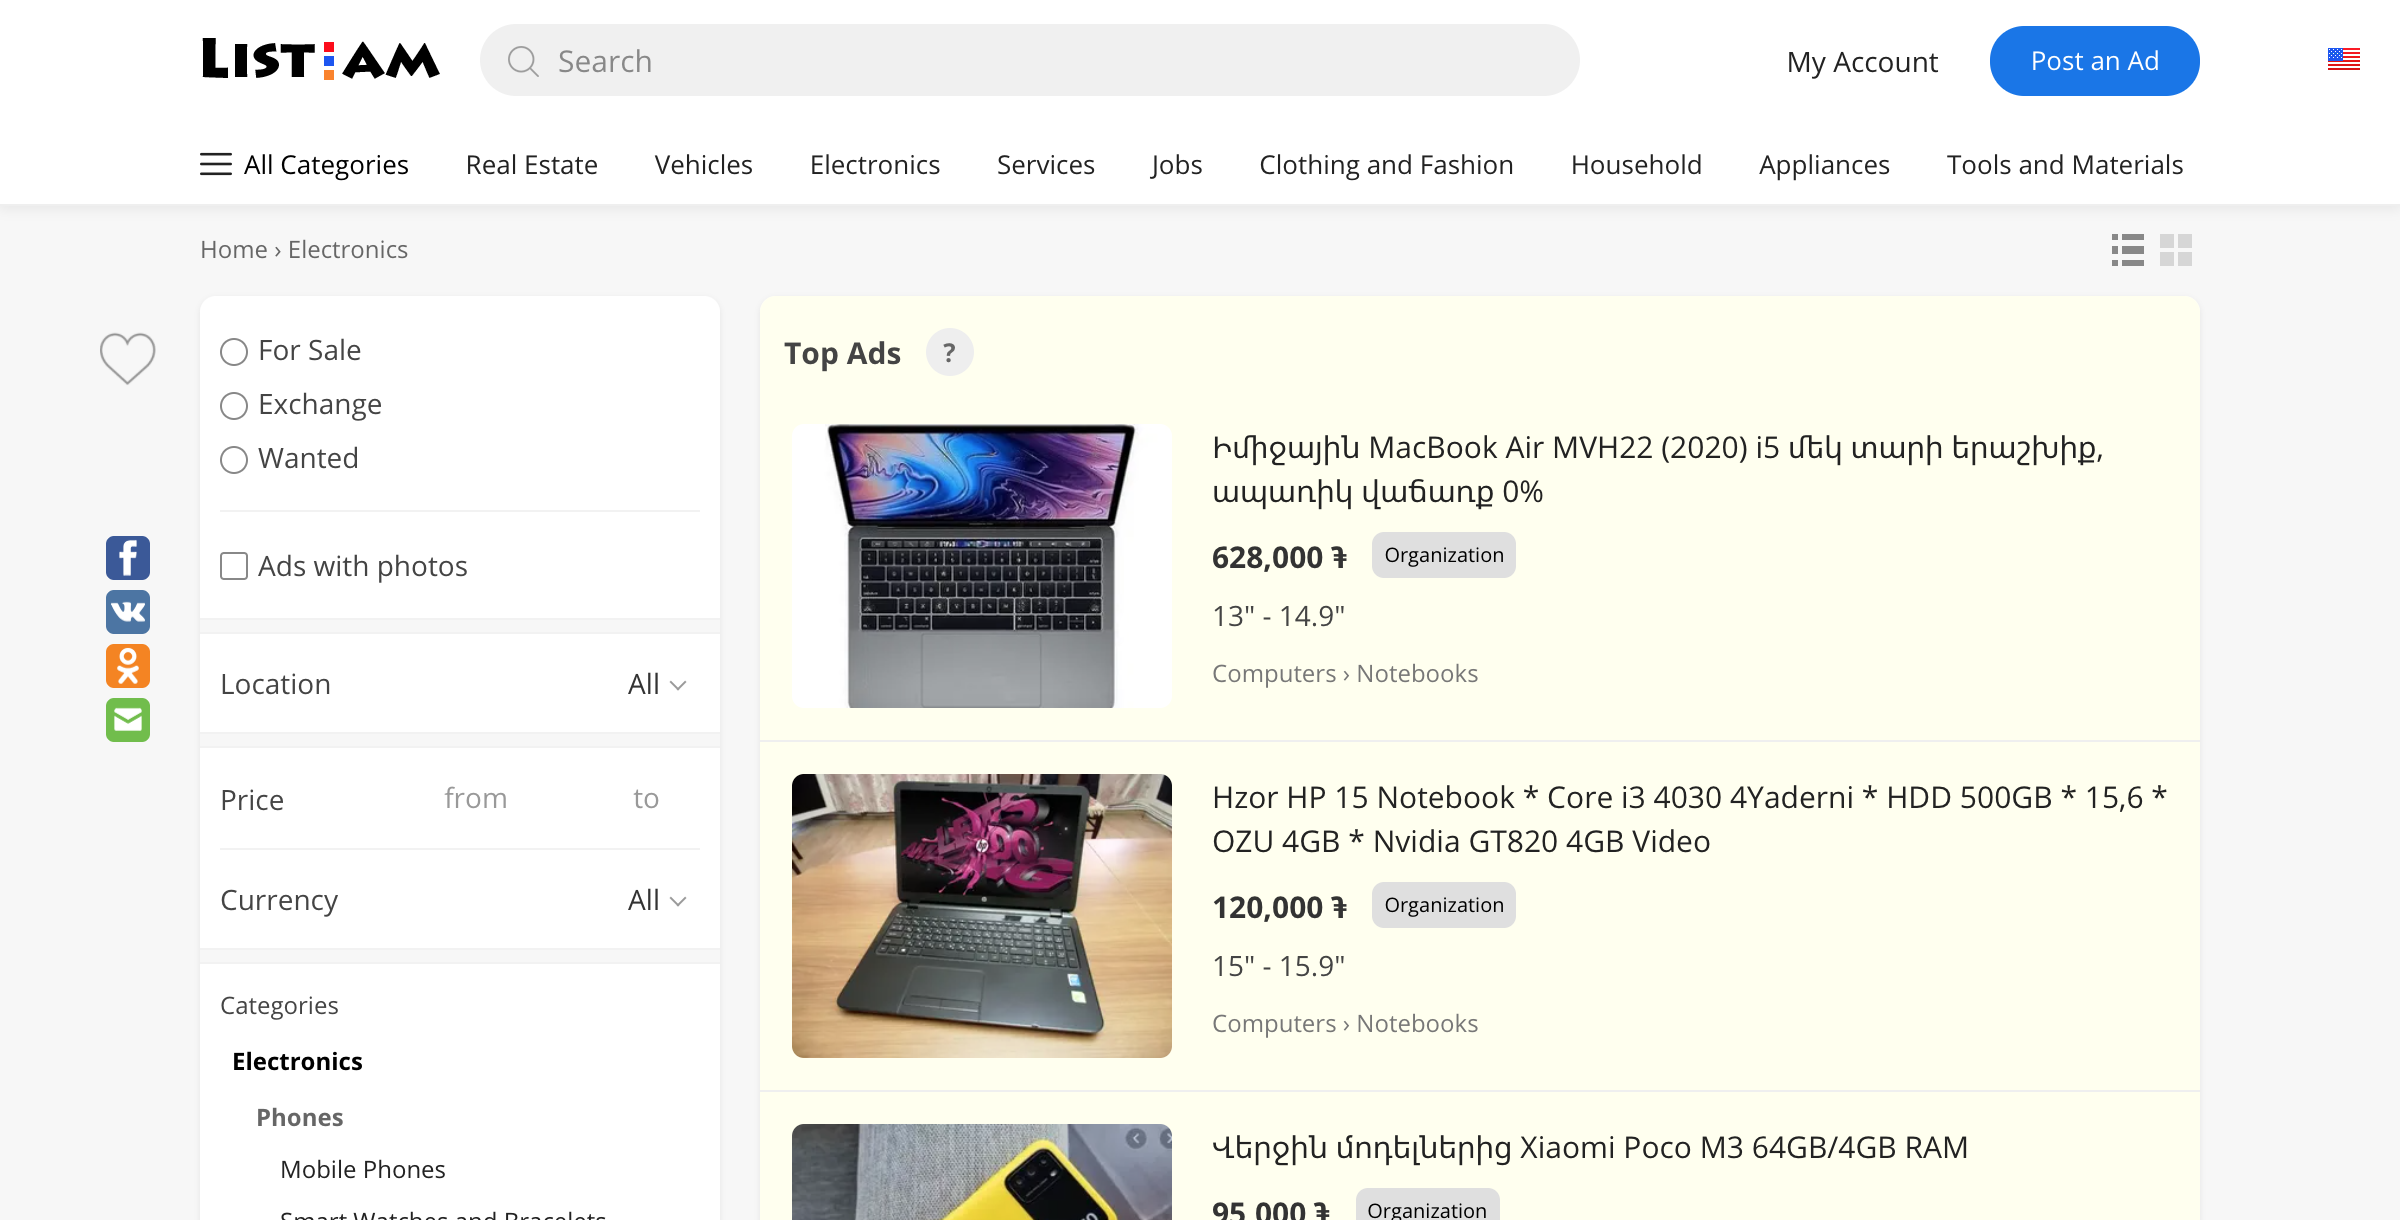 LIST AM
Search
My Account
Post an Ad
All Categories
Real Estate
Vehicles
Electronics
Services
Jobs
Clothing and Fashion
Household
Appliances
Tools and Materials
Home › Electronics
For Sale
Exchange
Wanted
Ads with photos
Location All
Price from to
Currency All
Categories
Electronics
Phones
Mobile Phones
Smart Watches and Bracelets
Top Ads ?
Իմիջային MacBook Air MVH22 (2020) i5 մեկ տարի երաշխիք,
ապառիկ վաճառք 0%
628,000 ֏ Organization
13" - 14.9"
Computers › Notebooks
Hzor HP 15 Notebook * Core i3 4030 4Yaderni * HDD 500GB * 15,6 *
OZU 4GB * Nvidia GT820 4GB Video
120,000 ֏ Organization
15" - 15.9"
Computers › Notebooks
Վերջին մոդելներից Xiaomi Poco M3 64GB/4GB RAM
95,000 ֏ Organization